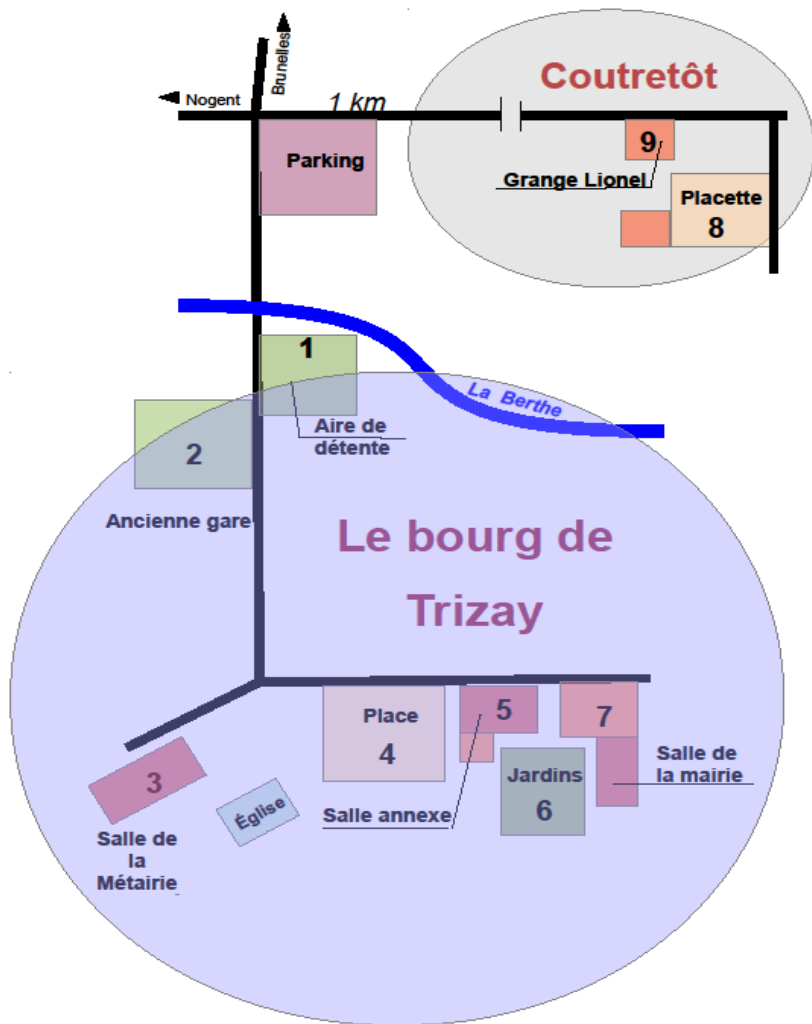 Brunelles
Nogent
1 km
Coutretôt
Parking
9
Grange Lionel
Placette
8
1
La Berthe
Aire de
détente
2
Ancienne gare
Le bourg de
Trizay
Place
4
5
7
3
Église
Salle annexe
Jardins
6
Salle de
la mairie
Salle de
la
Métairie